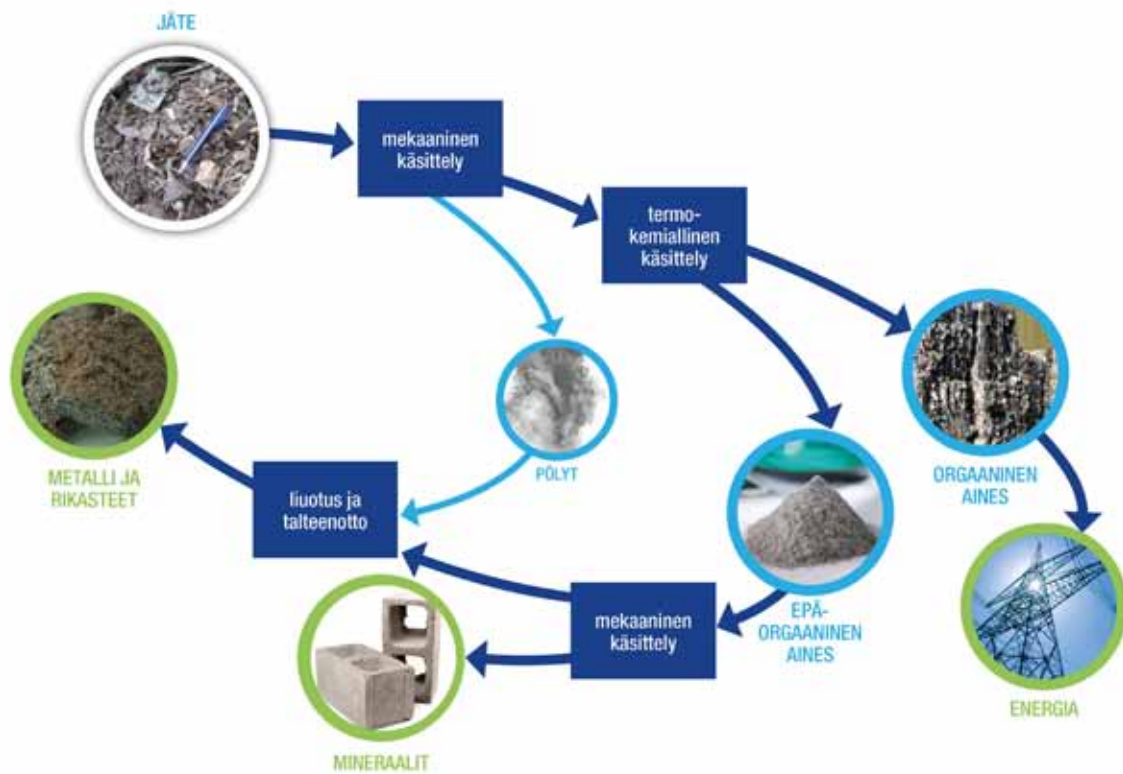 JÄTE
mekaaninen
käsittely
termo-
kemiallinen
käsittely
METALLI JA
RIKASTEET
PÖLYT
ORGAANINEN
AINES
liuotus ja
talteenotto
mekaaninen
käsittely
EPÄ-
ORGAANINEN
AINES
ENERGIA
MINERAALIT